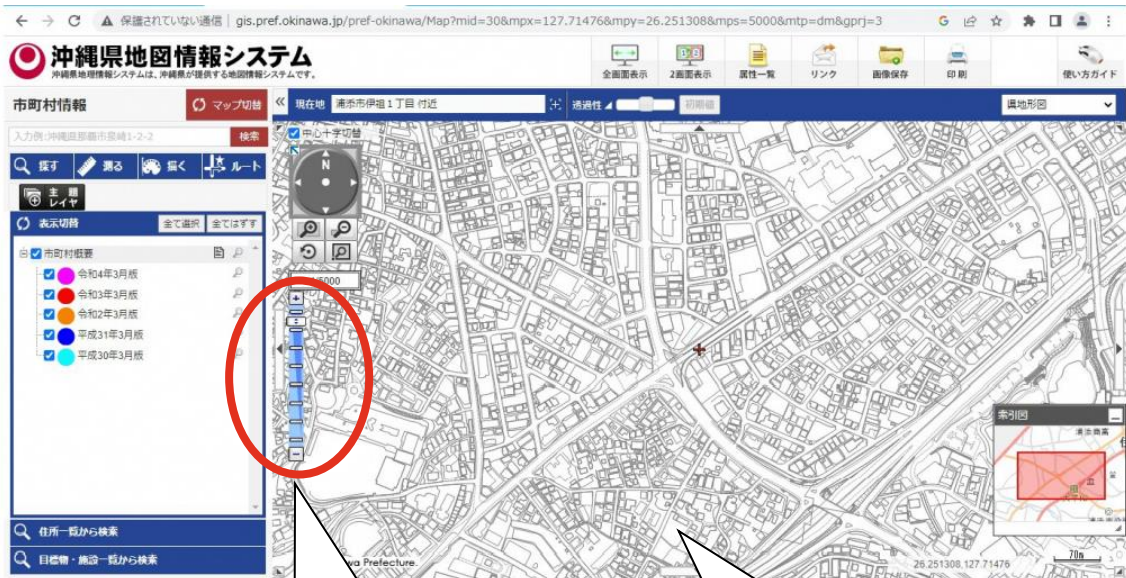 保護されていない通信 | gis.pref.okinawa.jp/pref-okinawa/Map?mid=30&mpx=127.71476&mpy=26.251308&mps=5000&mtp=dm&gprj=3
沖縄県地図情報システム
沖縄県地理情報システムは、沖縄県が提供する地図情報システムです。
全画面表示
2画面表示
属性一覧
リンク
画像保存
印刷
使い方ガイド
市町村情報
マップ切替
現在地
浦添市伊祖1丁目 付近
透過性
初期値
県地形図
入力例:沖縄県那覇市泉崎1-2-2
検索
中心十字切替
N
探す
測る
描く
ルート
主 題
レイヤ
表示切替
全て選択
全てはずす
市町村概要
令和4年3月版
令和3年3月版
令和2年3月版
平成31年3月版
平成30年3月版
5000
索引図
浦添商高
住所一覧から検索
目標物・施設一覧から検索
wa Prefecture.
26.251308,127.71476
70m